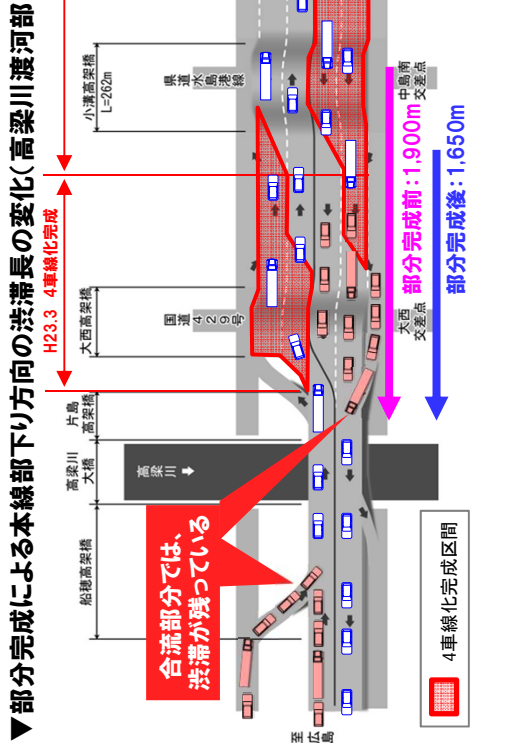 ▼部分完成による本線部下り方向の渋滞長の変化(高梁川渡河部
小溝高架橋
L=262m
H23.3 4車線化完成
大西高架橋
片島
高架橋
高梁川
大橋
船穂高架橋
県道水島港線
国道429号
高梁川
合流部分では、
渋滞が残っている
至広島
中島南
交差点
大西
交差点
部分完成前:1,900m
部分完成後:1,650m
4車線化完成区間